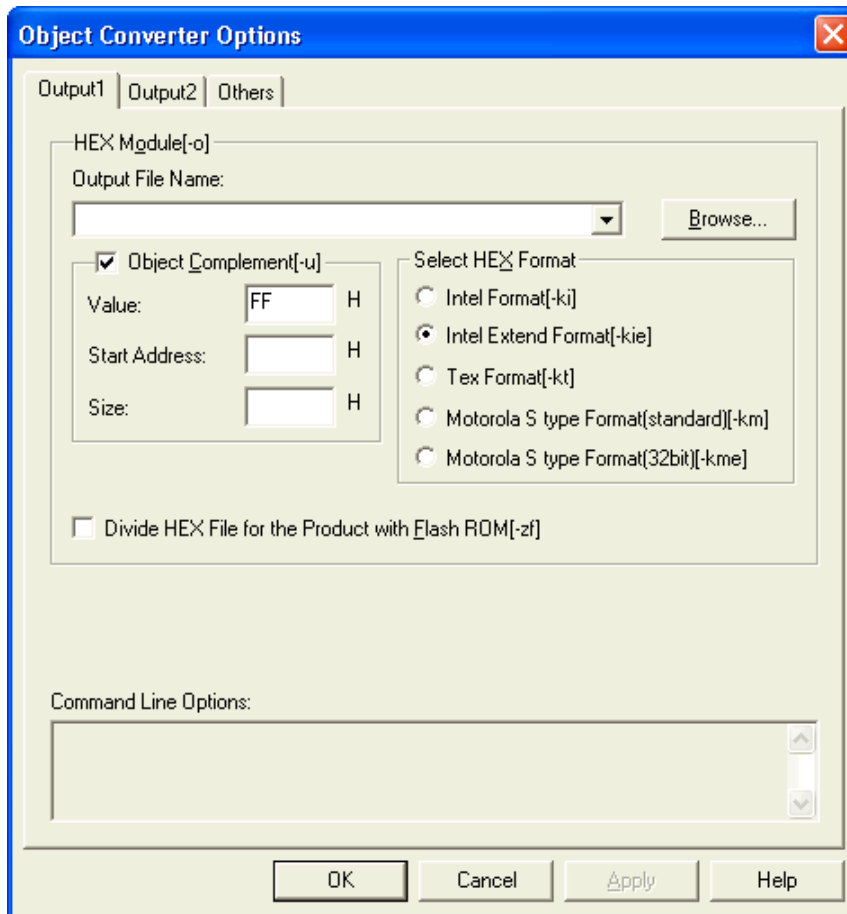 Object Converter Options
Output1 Output2 Others
HEX Module[-o]
Output File Name:
Browse...
Object Complement[-u]
Value: FF H
Start Address: H
Size: H
Select HEX Format
Intel Format[-ki]
Intel Extend Format[-kie]
Tex Format[-kt]
Motorola S type Format(standard)[-km]
Motorola S type Format(32bit)[-kme]
Divide HEX File for the Product with Flash ROM[-zf]
Command Line Options:
OK Cancel Apply Help